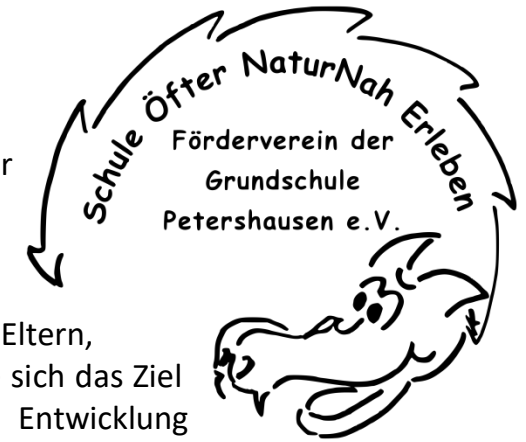 Schule Öfter NaturNah Erleben
Förderverein der
Grundschule
Petershausen e.V.
r
Eltern,
sich das Ziel
Entwicklung